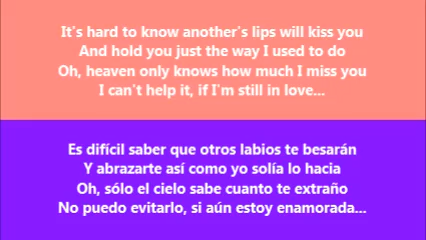 It's hard to know another's lips will kiss you
And hold you just the way I used to do
Oh, heaven only knows how much I miss you
I can't help it, if I'm still in love...
Es difícil saber que otros labios te besarán
Y abrazarte así como yo solía lo hacia
Oh, sólo el cielo sabe cuanto te extraño
No puedo evitarlo, si aún estoy enamorada...